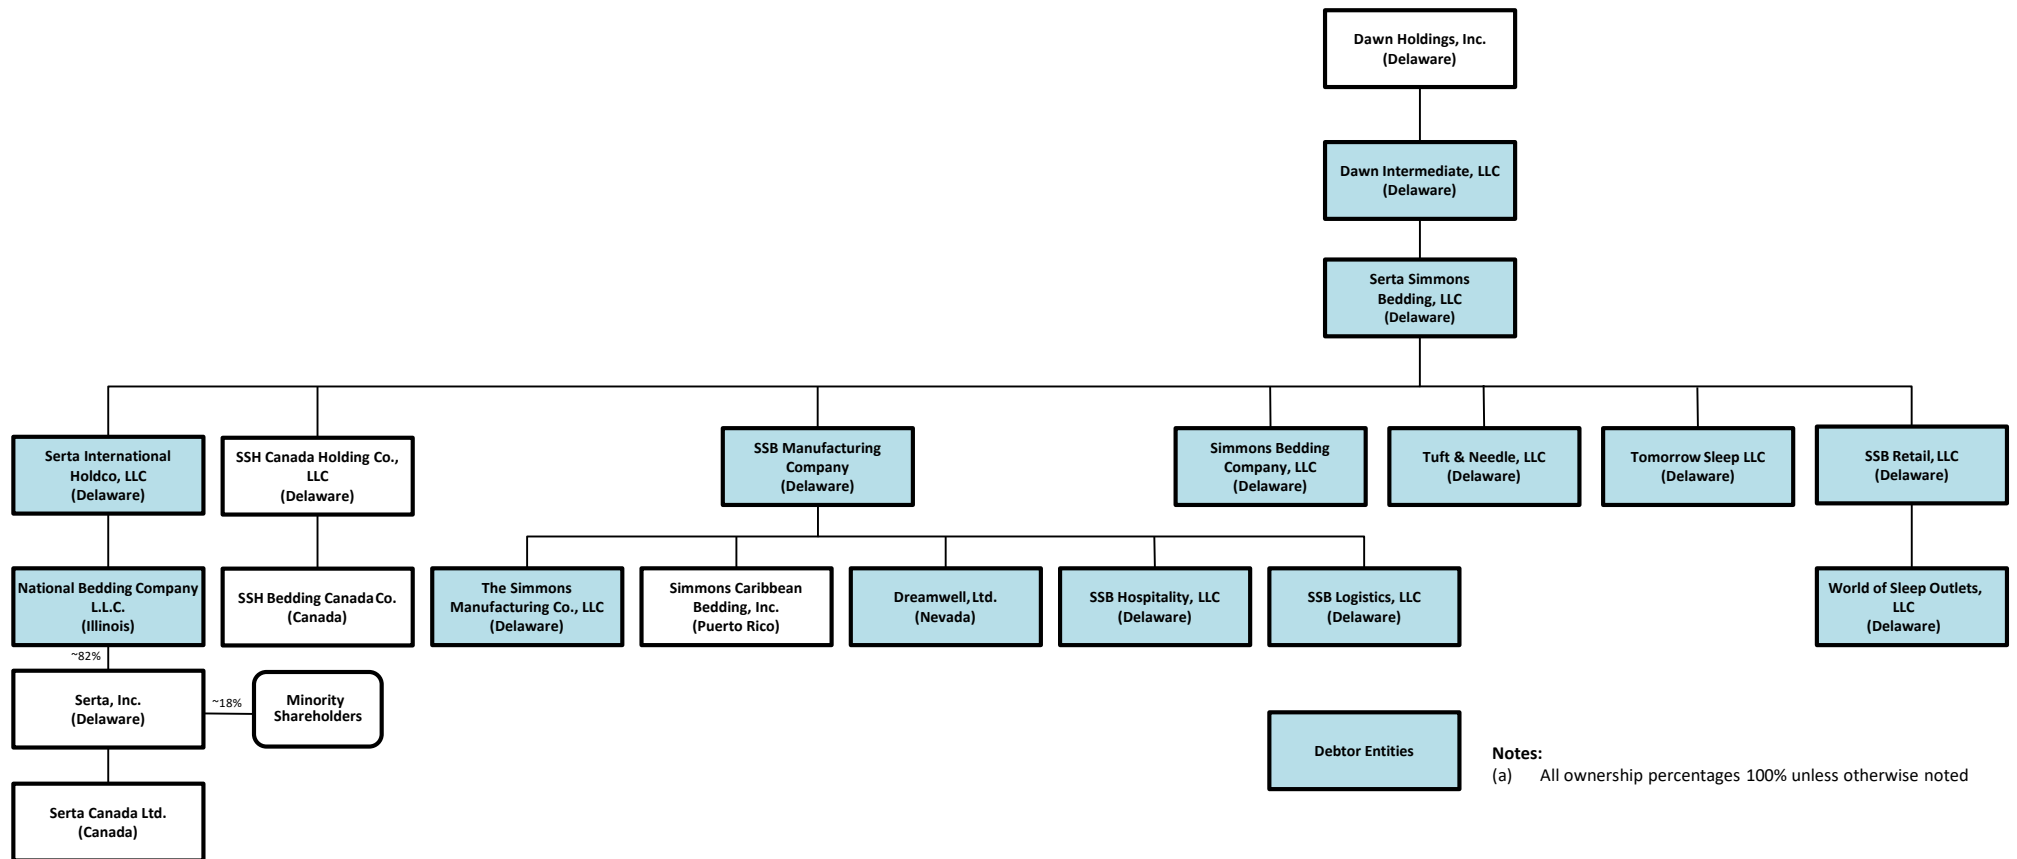 Dawn Holdings, Inc.
(Delaware)
Dawn Intermediate, LLC
(Delaware)
Serta Simmons
Bedding, LLC
(Delaware)
Serta International
Holdco, LLC
(Delaware)
SSH Canada Holding Co.,
LLC
(Delaware)
SSB Manufacturing
Company
(Delaware)
Simmons Bedding
Company, LLC
(Delaware)
Tuft & Needle, LLC
(Delaware)
Tomorrow Sleep LLC
(Delaware)
SSB Retail, LLC
(Delaware)
National Bedding Company
L.L.C.
(Illinois)
SSH Bedding Canada Co.
(Canada)
The Simmons
Manufacturing Co., LLC
(Delaware)
Simmons Caribbean
Bedding, Inc.
(Puerto Rico)
Dreamwell, Ltd.
(Nevada)
SSB Hospitality, LLC
(Delaware)
SSB Logistics, LLC
(Delaware)
World of Sleep Outlets,
LLC
(Delaware)
~82%
Serta, Inc.
(Delaware)
~18%
Minority
Shareholders
Serta Canada Ltd.
(Canada)
Debtor Entities
Notes:
(a) All ownership percentages 100% unless otherwise noted